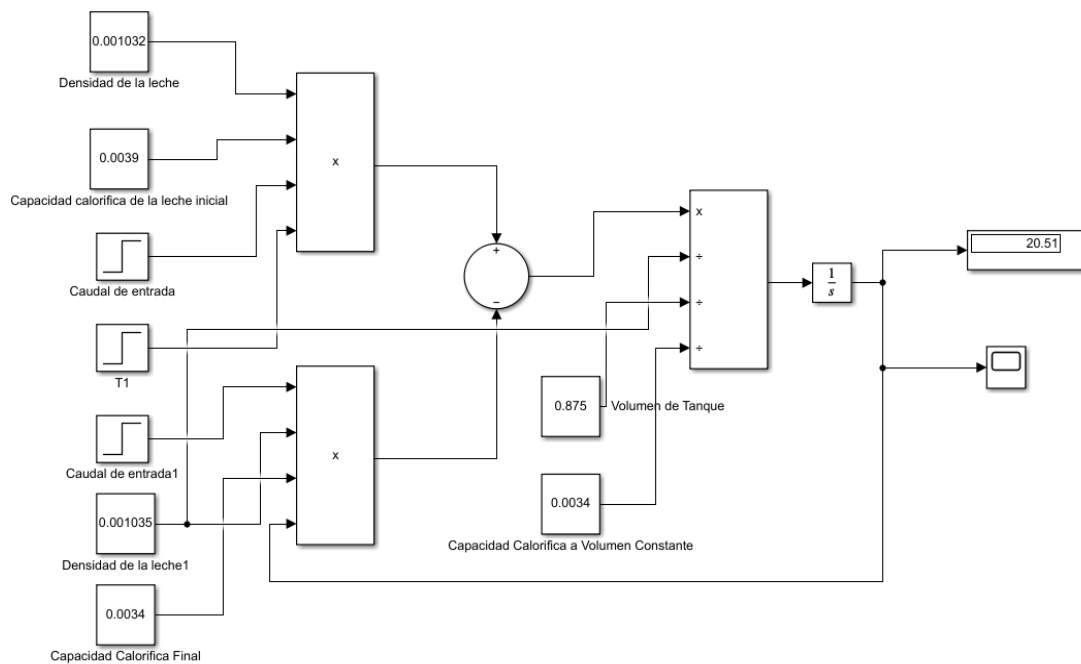 0.001032
Densidad de la leche
0.0039
Capacidad calorifica de la leche inicial
Caudal de entrada
T1
Caudal de entrada1
0.001035
Densidad de la leche1
0.0034
Capacidad Calorifica Final
x
x
+
−
0.875
Volumen de Tanque
0.0034
Capacidad Calorifica a Volumen Constante
x
÷
÷
÷
1
s
20.51